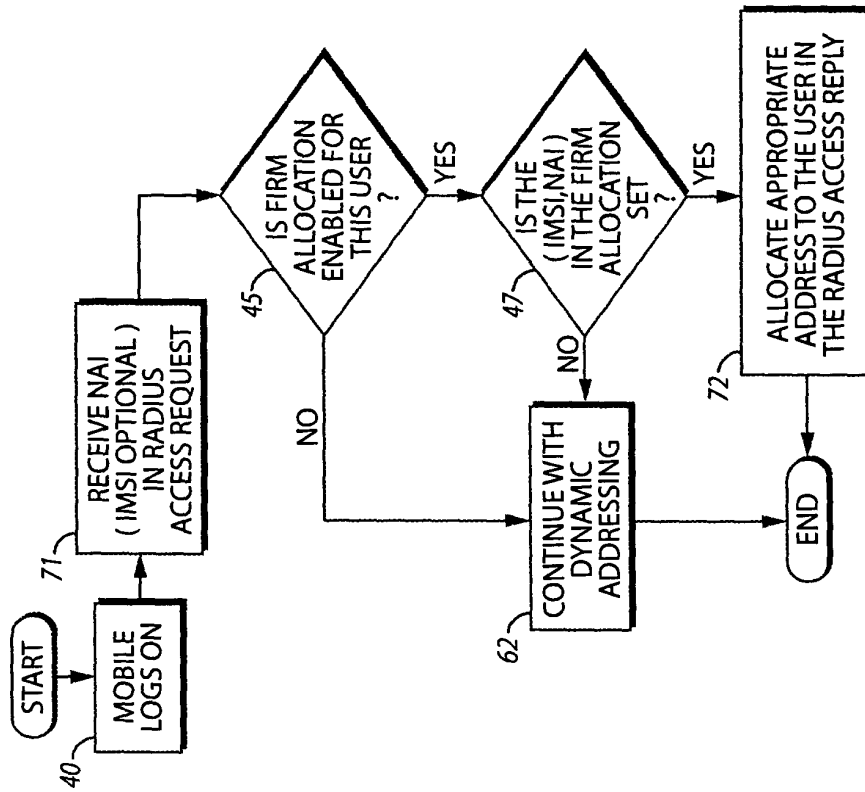 START
40
MOBILE
LOGS ON
71
RECEIVE NAI
( IMSI OPTIONAL )
IN RADIUS
ACCESS REQUEST
45
IS FIRM
ALLOCATION
ENABLED FOR
THIS USER
?
NO
YES
47
IS THE
( IMSI,NAI )
IN THE FIRM
ALLOCATION
SET
?
NO
YES
62
CONTINUE WITH
DYNAMIC
ADDRESSING
72
ALLOCATE APPROPRIATE
ADDRESS TO THE USER IN
THE RADIUS ACCESS REPLY
END